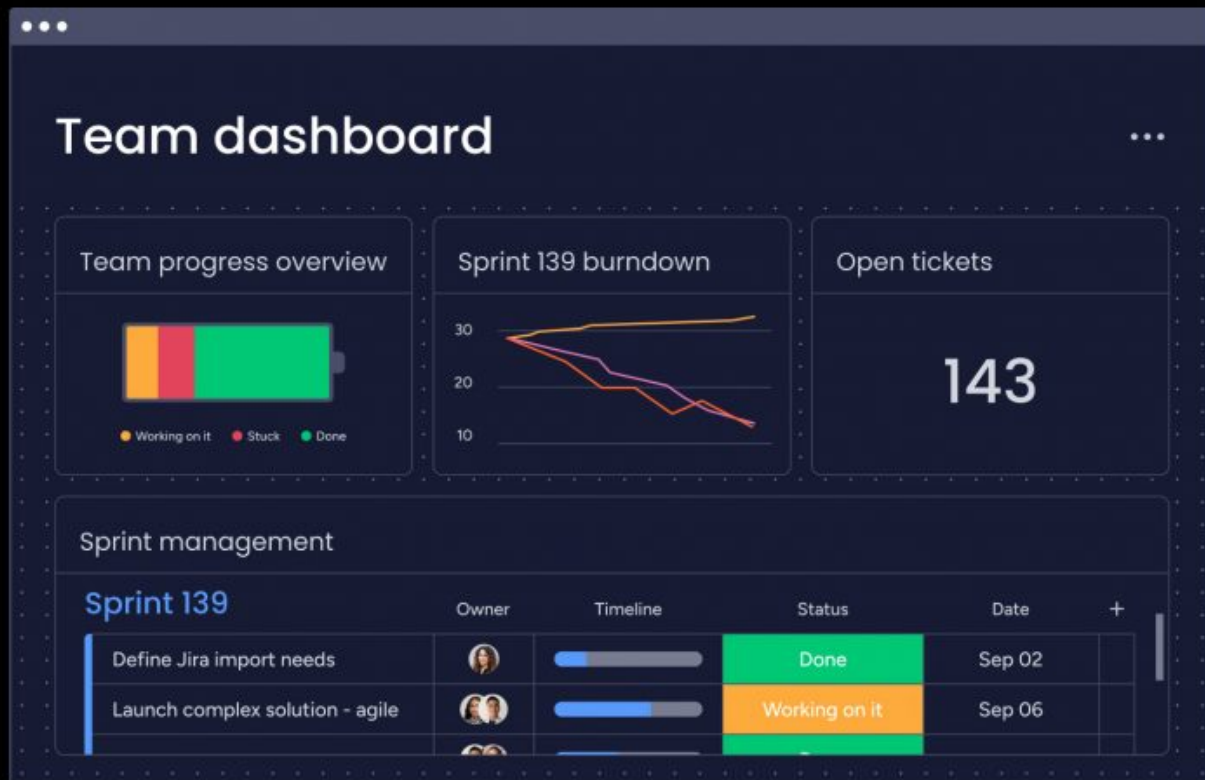 Team dashboard
Team progress overview
Working on it Stuck Done
Sprint 139 burndown
30
20
10
Open tickets
143
Sprint management
Sprint 139 Owner Timeline Status Date +
Define Jira import needs Done Sep 02
Launch complex solution - agile Working on it Sep 06